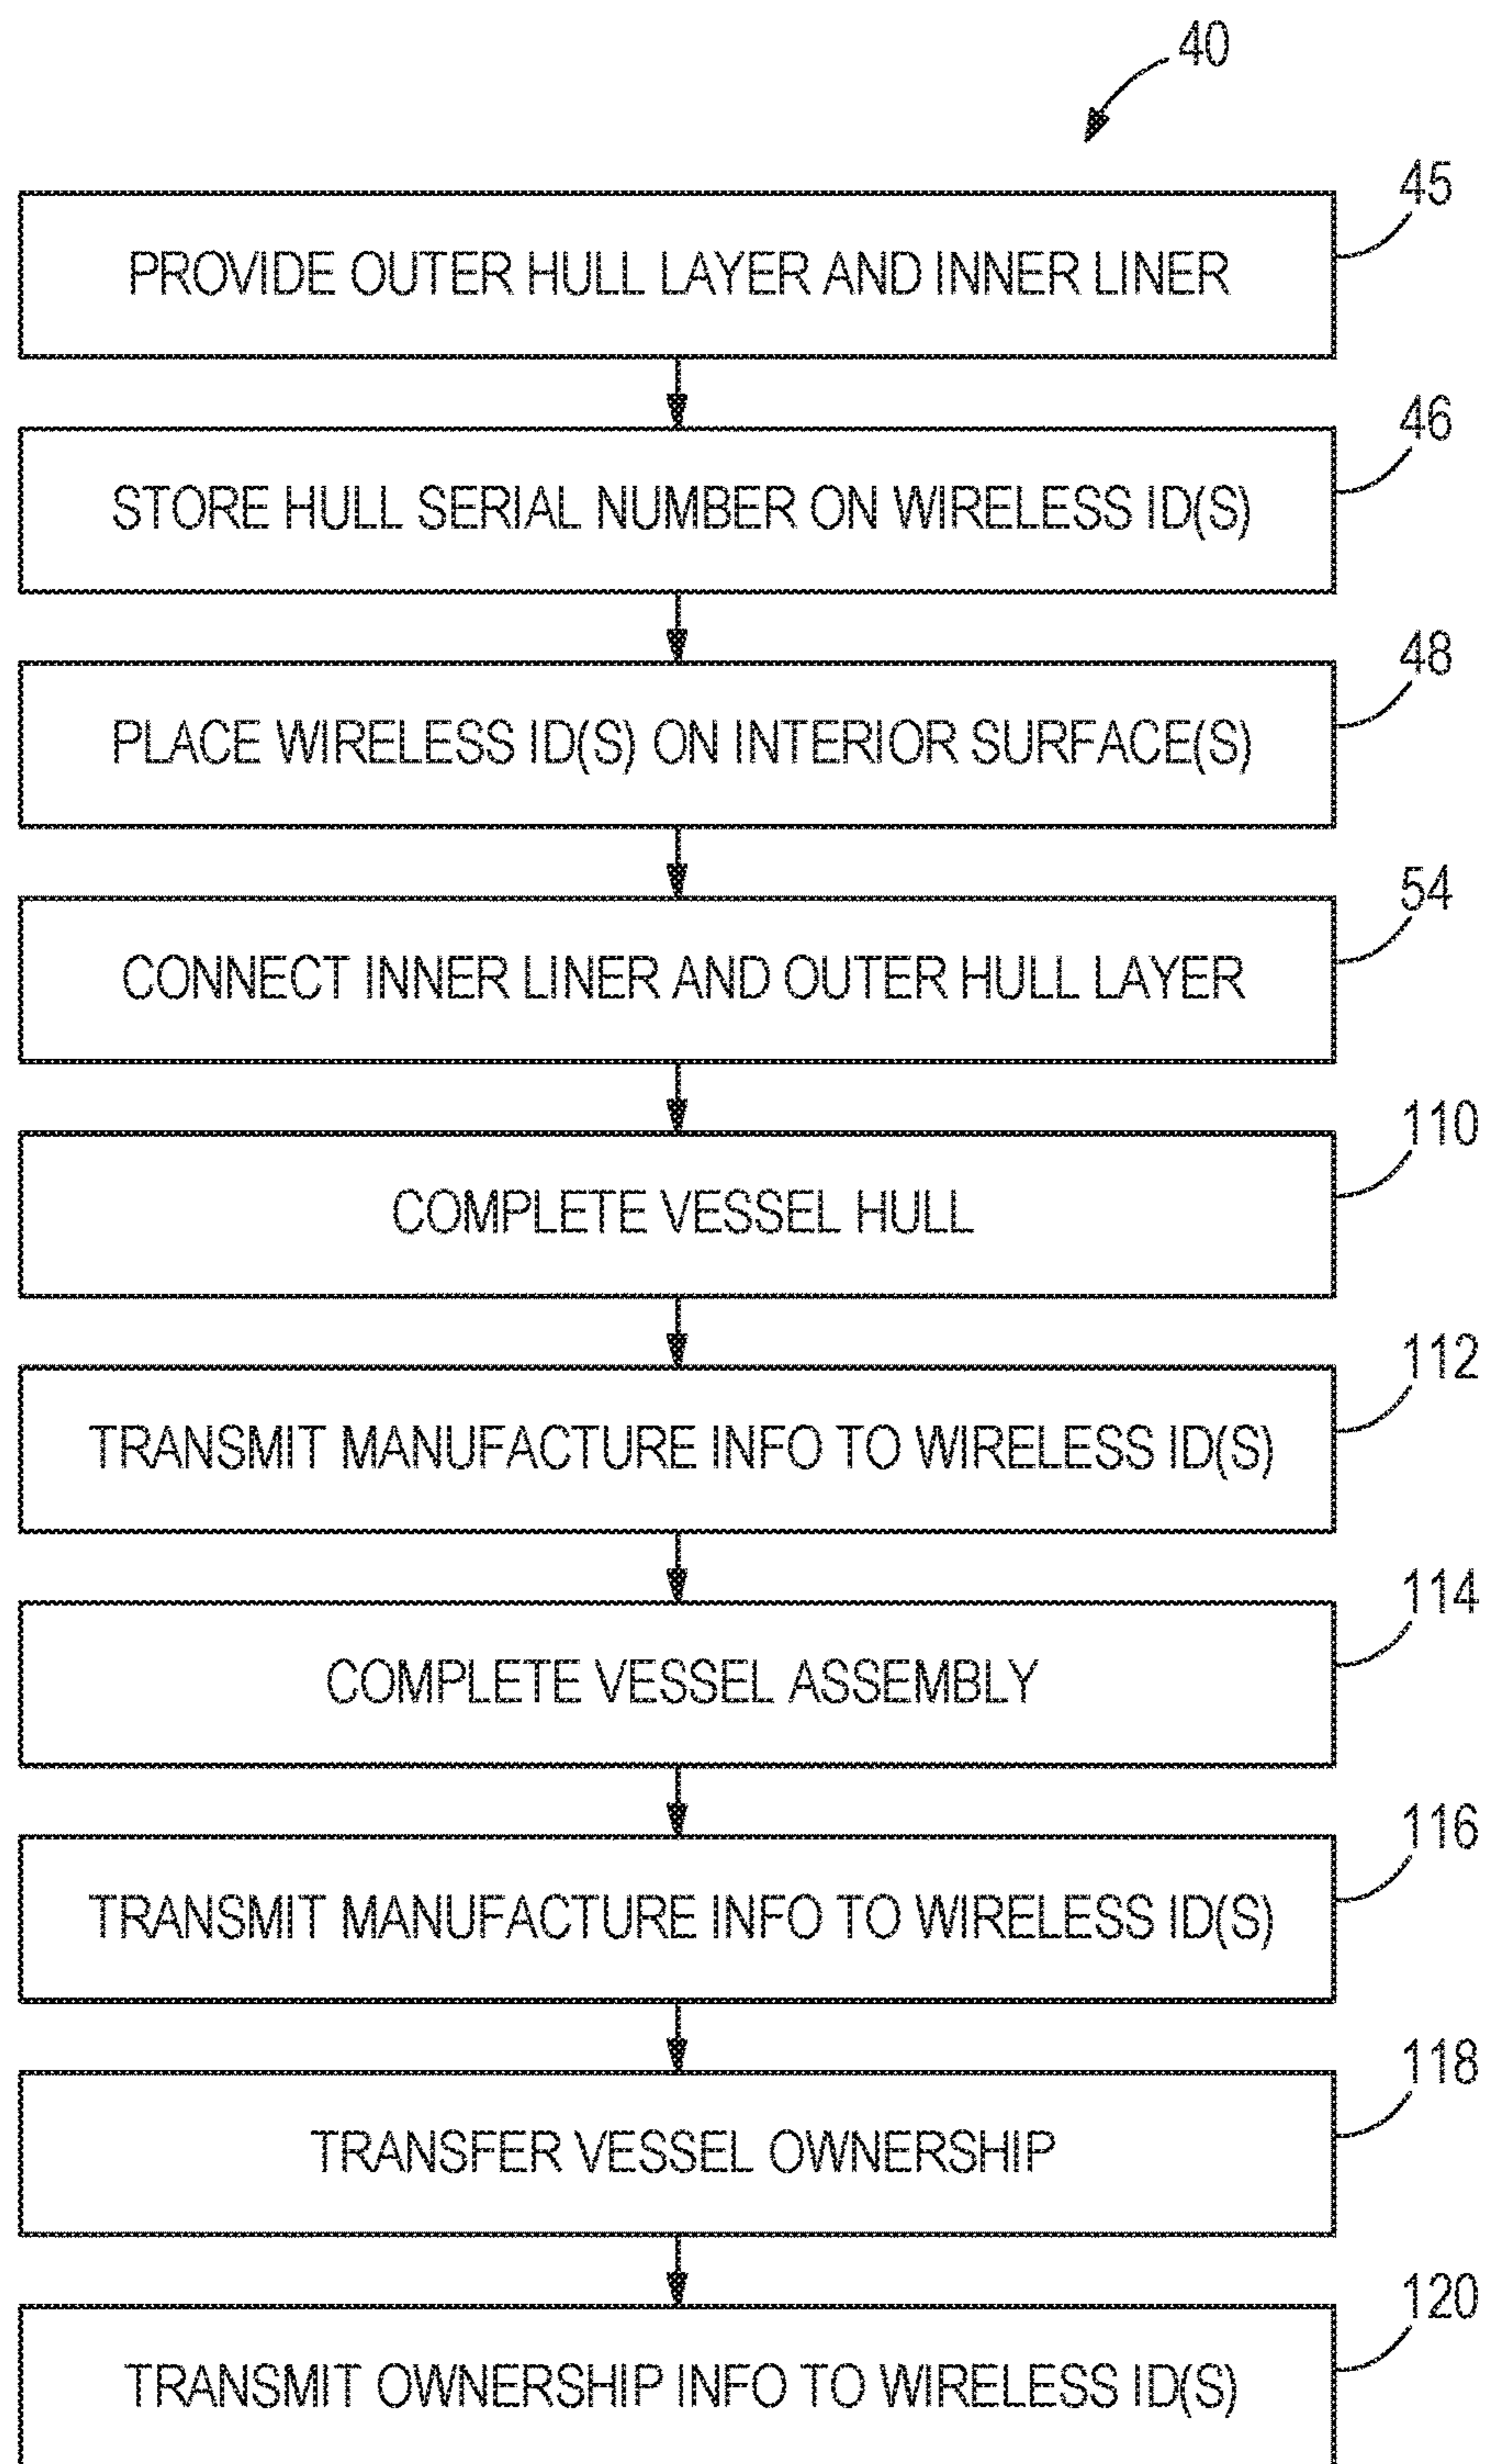 40
PROVIDE OUTER HULL LAYER AND INNER LINER
45
STORE HULL SERIAL NUMBER ON WIRELESS ID(S)
46
PLACE WIRELESS ID(S) ON INTERIOR SURFACE(S)
48
CONNECT INNER LINER AND OUTER HULL LAYER
54
COMPLETE VESSEL HULL
110
TRANSMIT MANUFACTURE INFO TO WIRELESS ID(S)
112
COMPLETE VESSEL ASSEMBLY
114
TRANSMIT MANUFACTURE INFO TO WIRELESS ID(S)
116
TRANSFER VESSEL OWNERSHIP
118
TRANSMIT OWNERSHIP INFO TO WIRELESS ID(S)
120